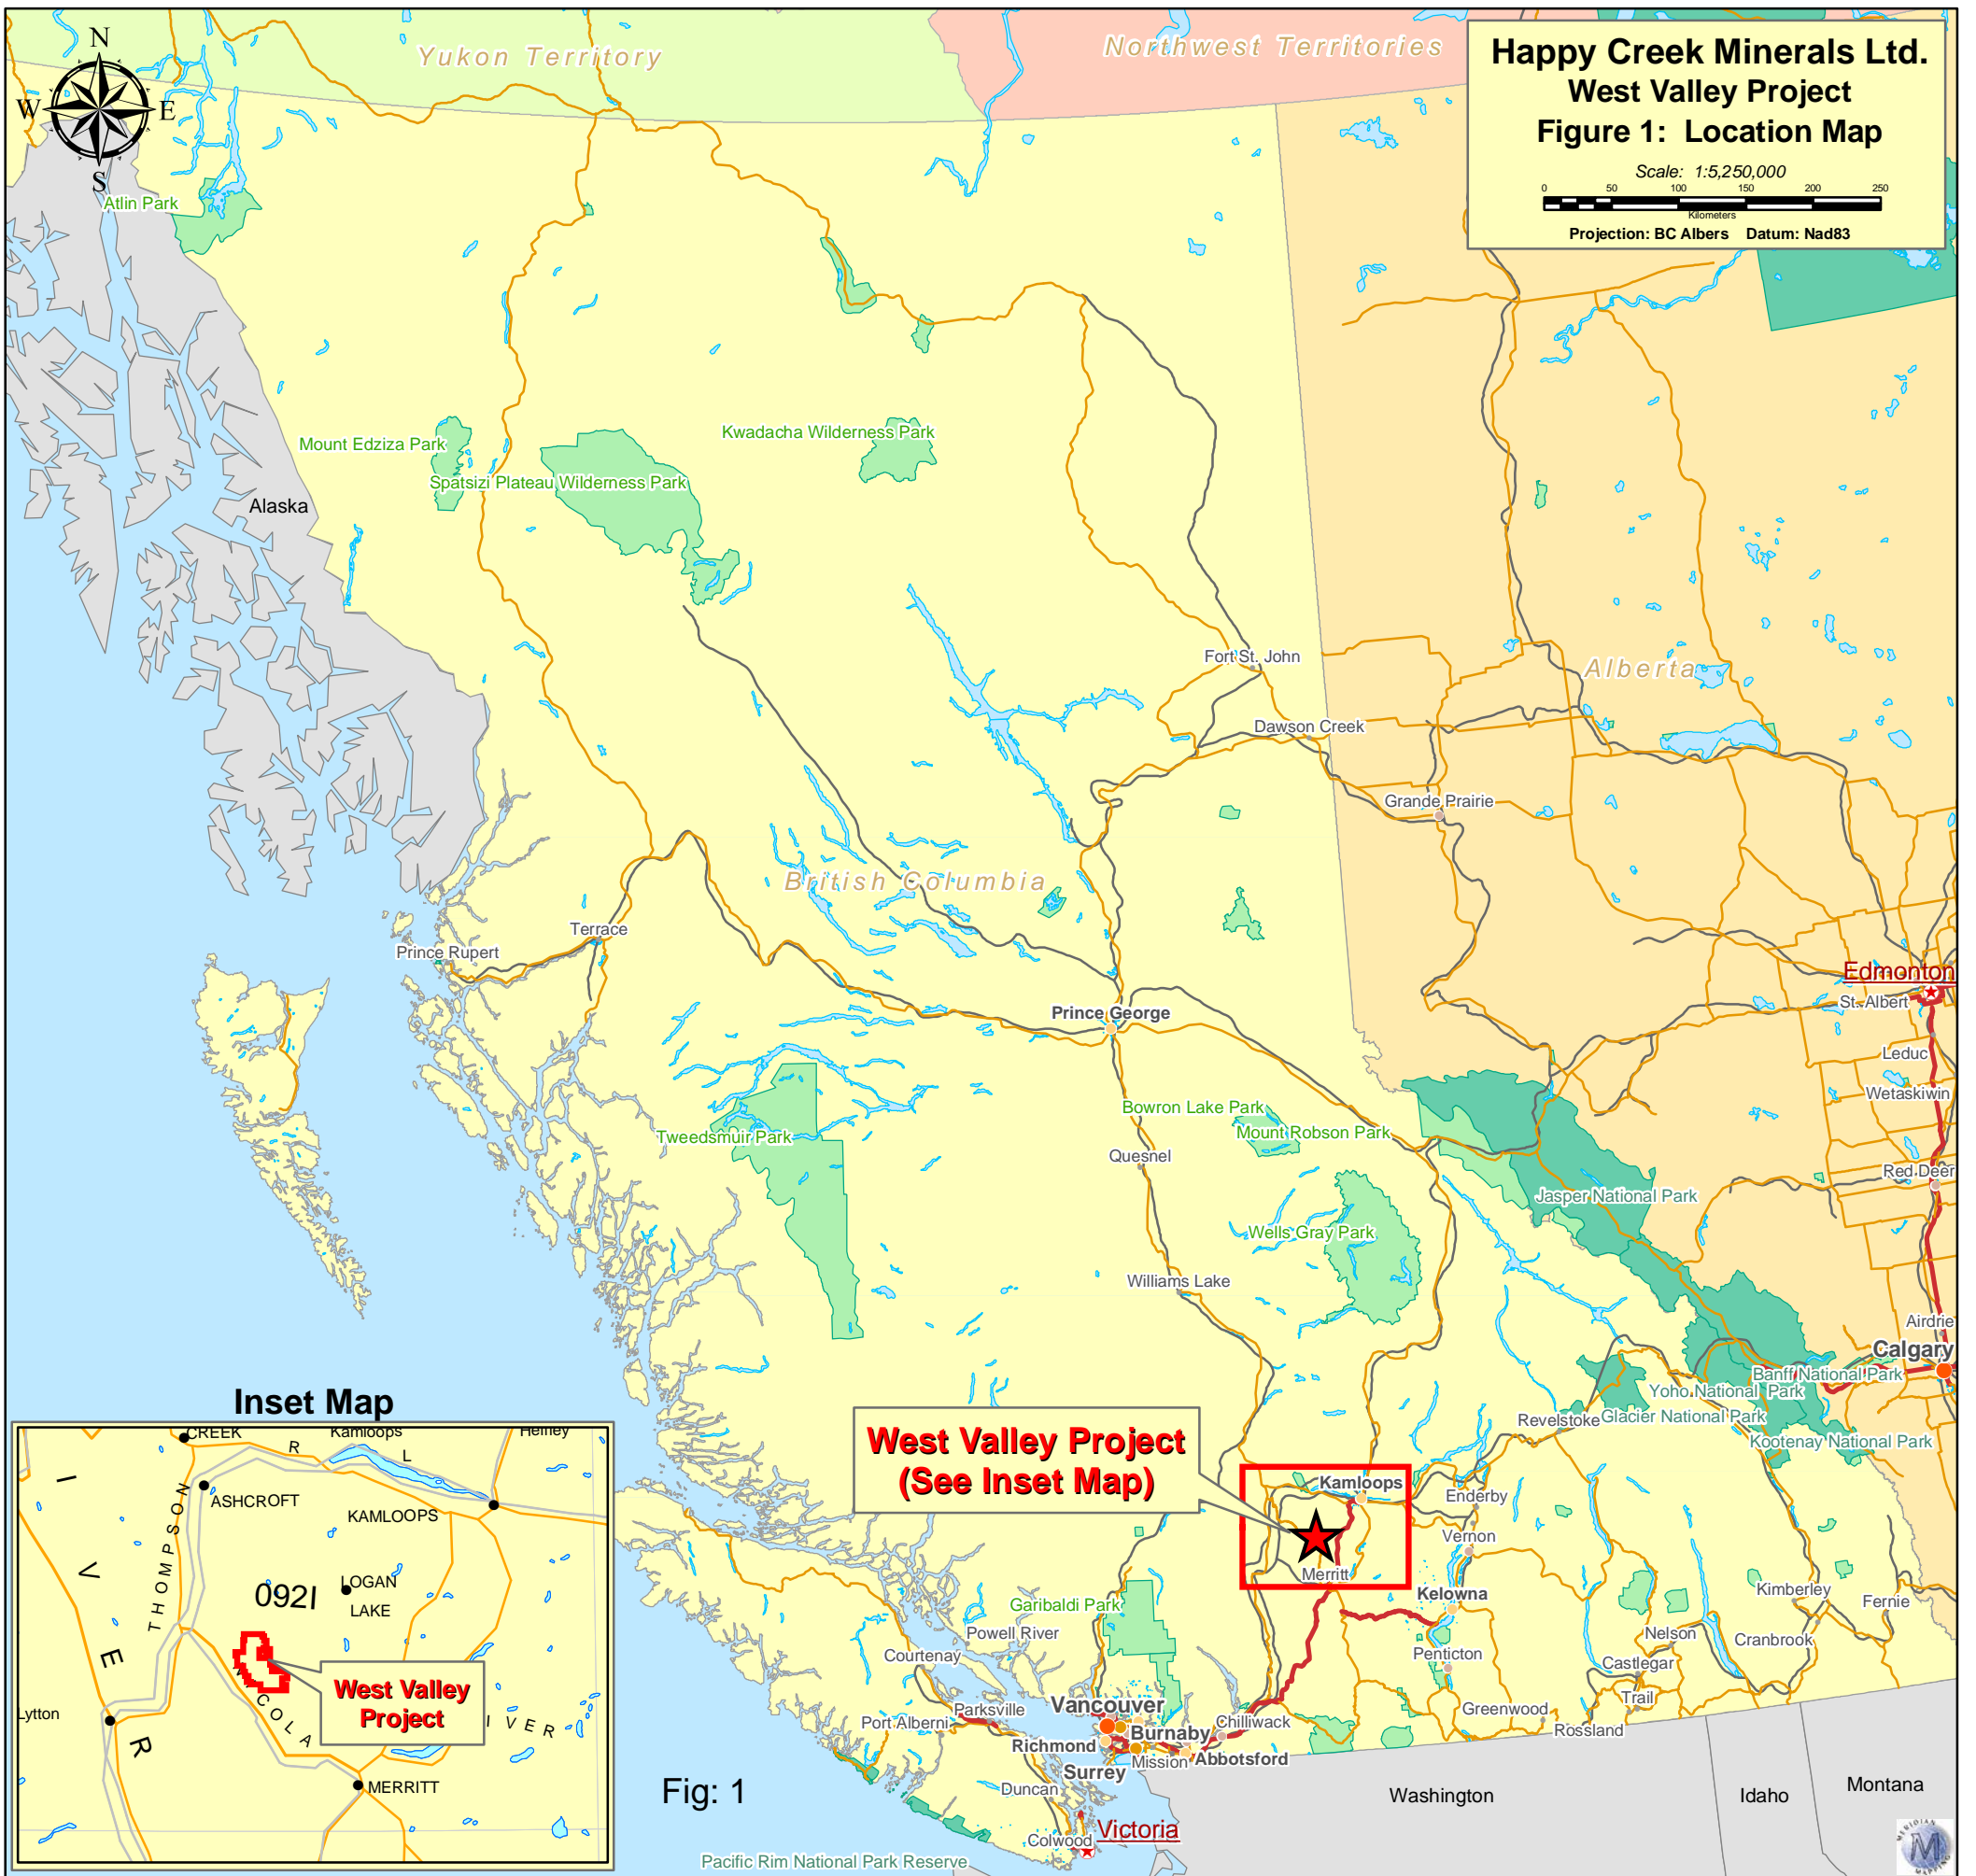 Yukon Territory
Northwest Territories
Happy Creek Minerals Ltd.
West Valley Project
Figure 1: Location Map
Scale: 1:5,250,000
0 50 100 150 200 250
Kilometers
Projection: BC Albers Datum: Nad83
N
W
E
S
Atlin Park
Mount Edziza Park
Kwadacha Wilderness Park
Spatsizi Plateau Wilderness Park
Alaska
Fort St. John
Alberta
Dawson Creek
Grande Prairie
British Columbia
Terrace
Prince Rupert
Edmonton
St. Albert
Prince George
Leduc
Wetaskiwin
Bowron Lake Park
Mount Robson Park
Tweedsmuir Park
Quesnel
Red Deer
Jasper National Park
Wells Gray Park
Williams Lake
Airdrie
Calgary
Banff National Park
Yoho National Park
Revelstoke
Glacier National Park
Kootenay National Park
West Valley Project
(See Inset Map)
Kamloops
Enderby
Vernon
Merritt
Kelowna
Kimberley
Fernie
Garibaldi Park
Powell River
Courtenay
Nelson
Cranbrook
Penticton
Castlegar
Trail
Greenwood
Rossland
Parksville
Port Alberni
Vancouver
Chilliwack
Burnaby
Richmond
Mission
Abbotsford
Surrey
Duncan
Washington
Idaho
Montana
Colwood
Victoria
Pacific Rim National Park Reserve
Fig: 1
Inset Map
CREEK
R
Kamloops
L
Heffley
I
V
E
R
ASHCROFT
KAMLOOPS
THOMPSON
092I
LOGAN
LAKE
West Valley
Project
COLA
IVER
Lytton
MERRITT
MERIDIAN
M
MAPPING